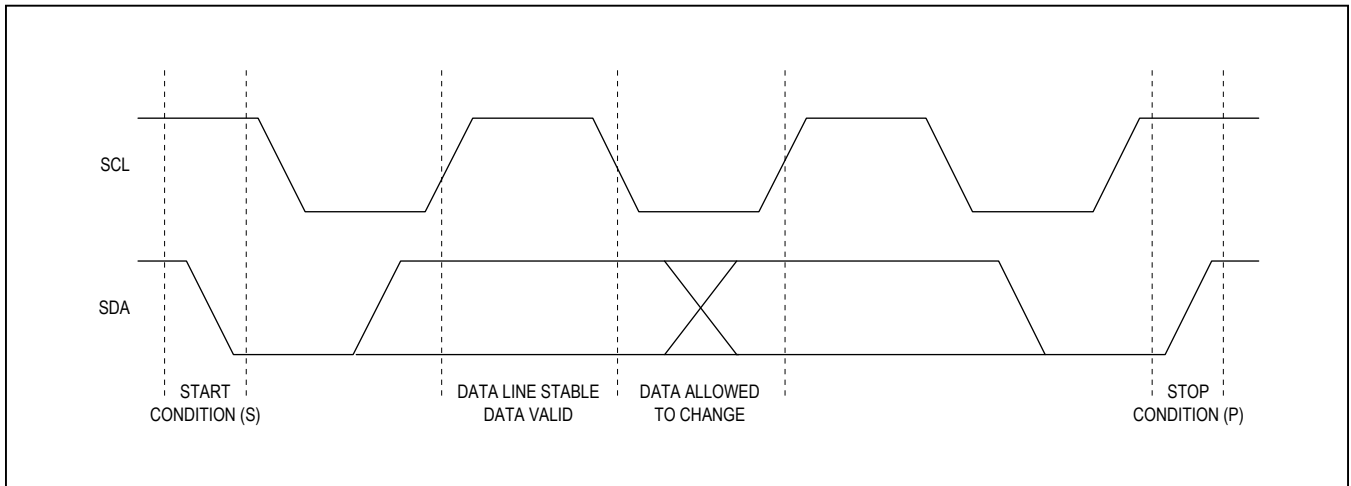 SCL
SDA
START
CONDITION (S)
DATA LINE STABLE
DATA VALID
DATA ALLOWED
TO CHANGE
STOP
CONDITION (P)